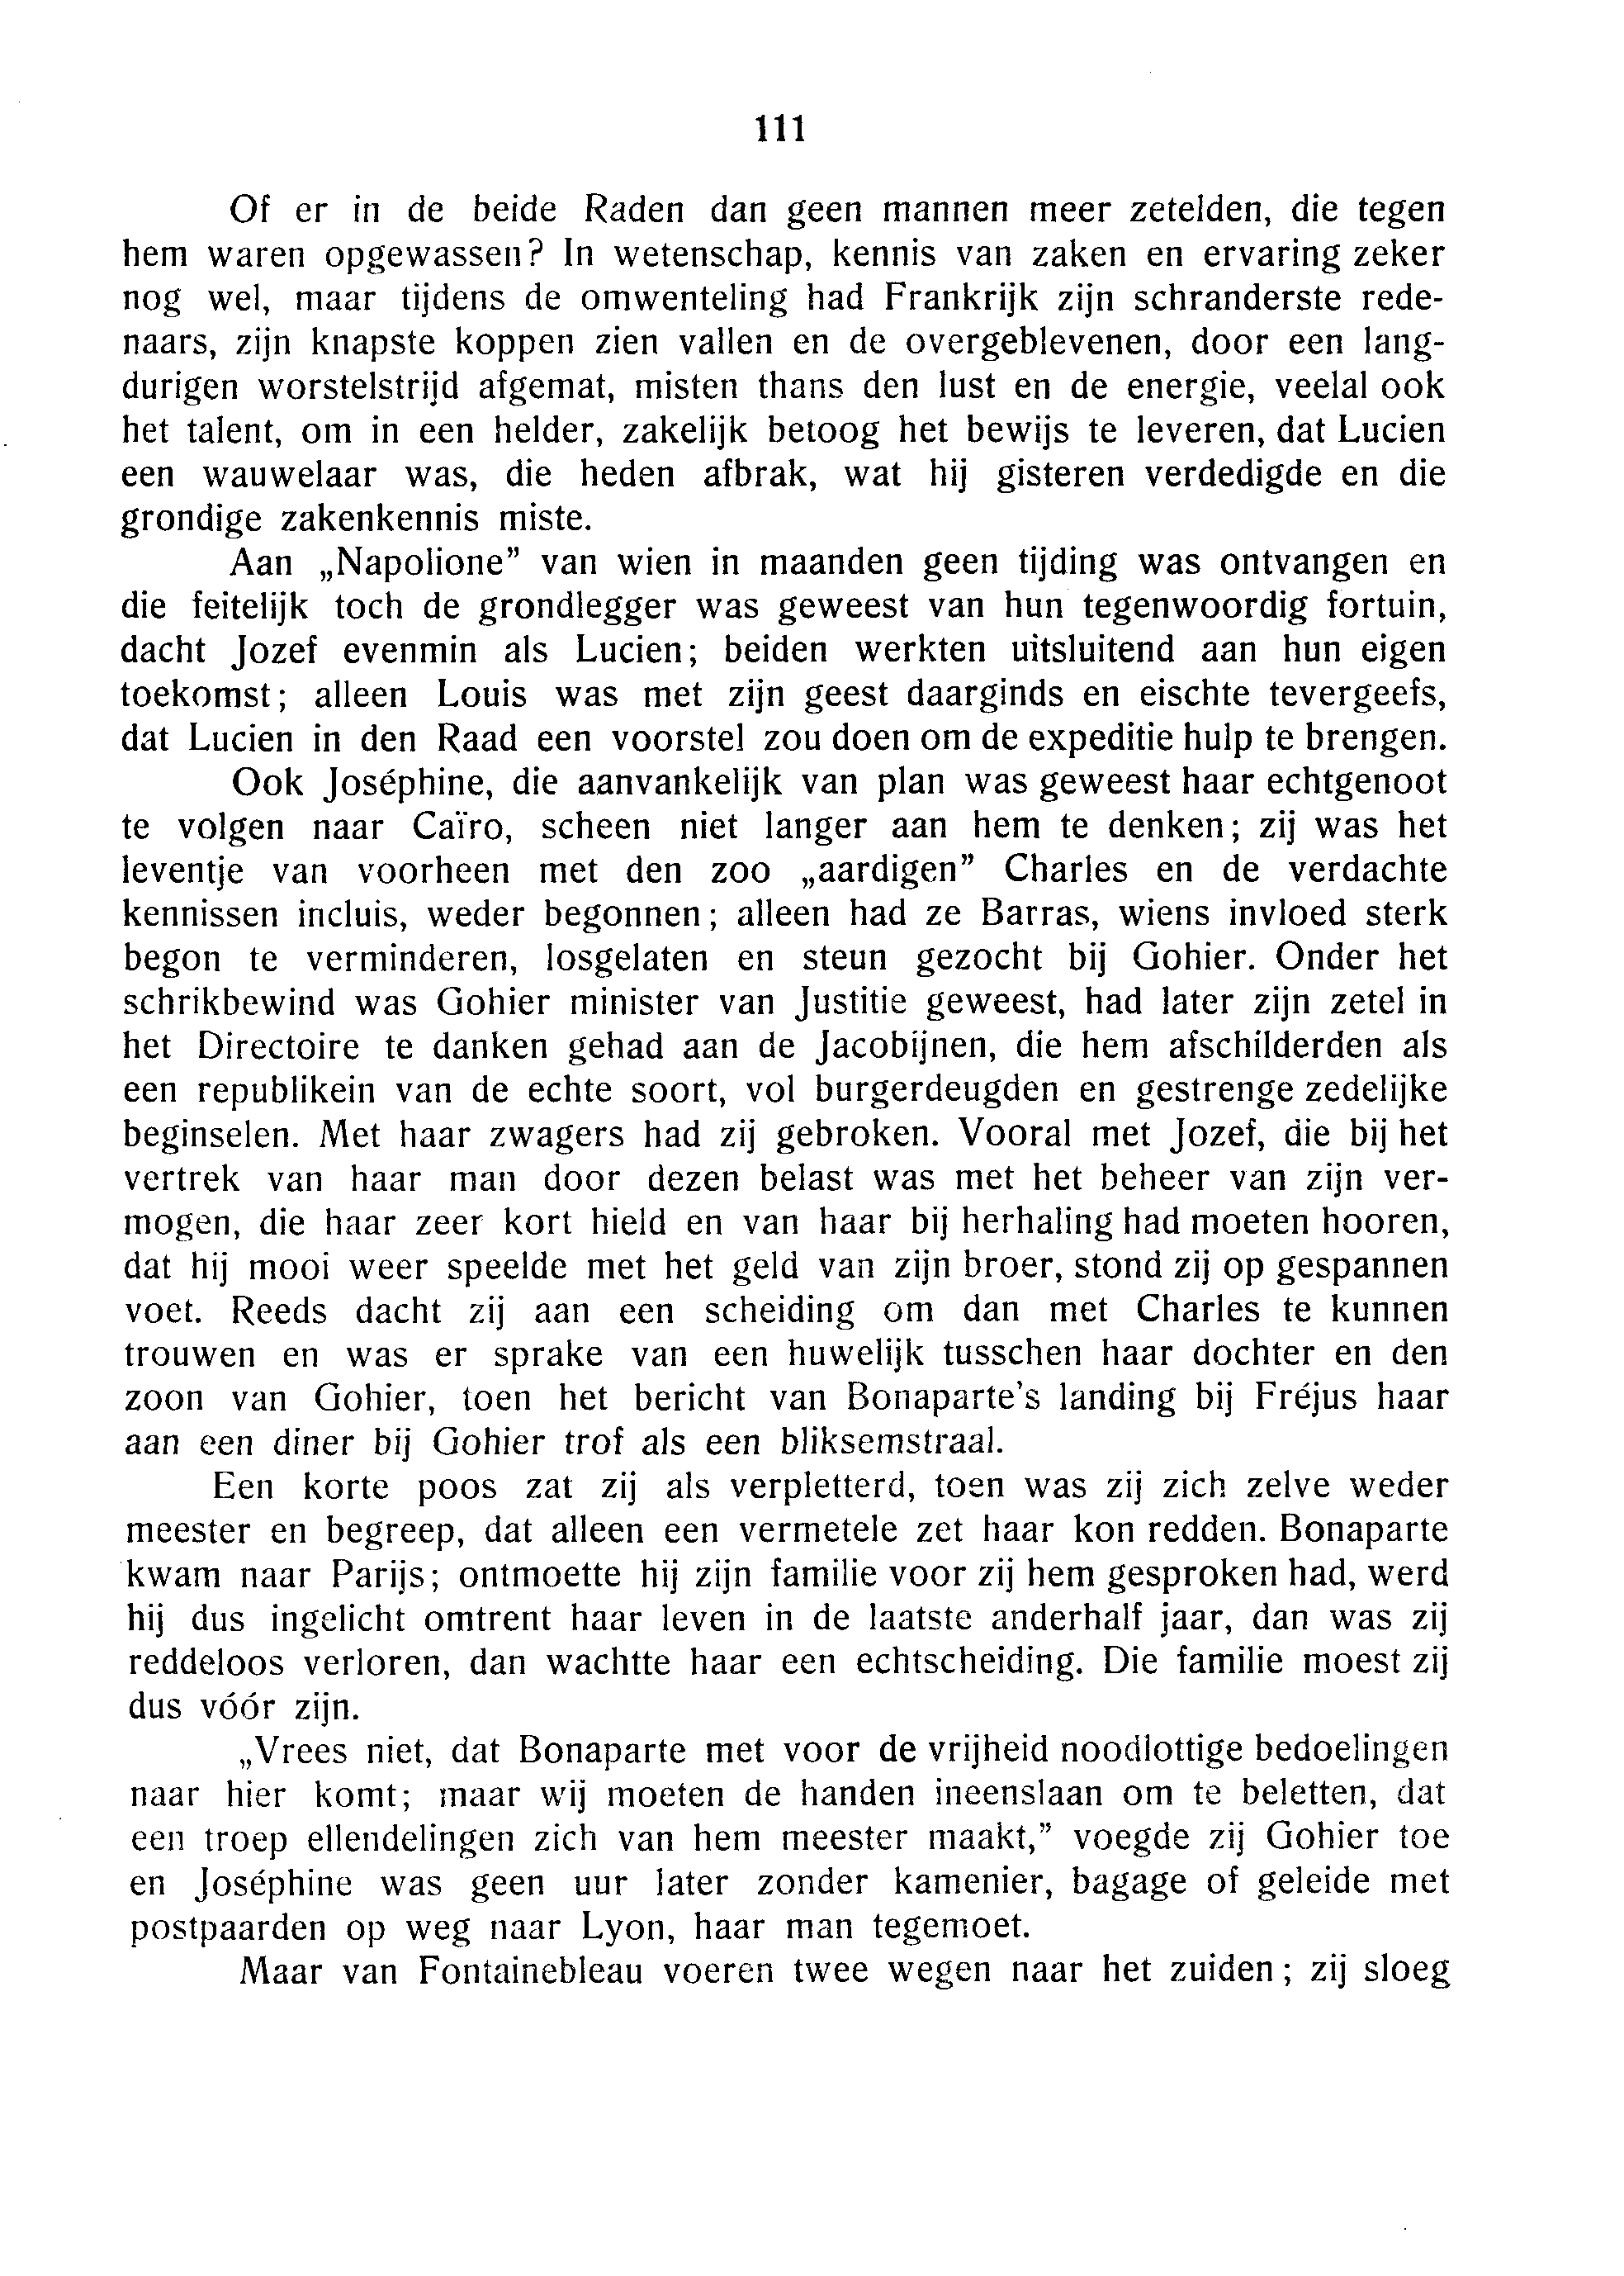 111
Of er in de beide Raden dan geen mannen meer zetelden, die tegen
hem waren opgewassen? In wetenschap, kennis van zaken en ervaring zeker
nog wel, maar tijdens de omwenteling had Frankrijk zijn schranderste rede-
naars, zijn knapste koppen zien vallen en de overgeblevenen, door een lang-
durigen worstelstrijd afgemat, misten thans den lust en de energie, veelal ook
het talent, om in een helder, zakelijk betoog het bewijs te leveren, dat Lucien
een wauwelaar was, die heden afbrak, wat hij gisteren verdedigde en die
grondige zakenkennis miste.
Aan „Napolione” van wien in maanden geen tijding was ontvangen en
die feitelijk toch de grondlegger was geweest van hun tegenwoordig fortuin,
dacht Jozef evenmin als Lucien; beiden werkten uitsluitend aan hun eigen
toekomst; alleen Louis was met zijn geest daarginds en eischte tevergeefs,
dat Lucien in den Raad een voorstel zou doen om de expeditie hulp te brengen.
Ook Joséphine, die aanvankelijk van plan was geweest haar echtgenoot
te volgen naar Caïro, scheen niet langer aan hem te denken; zij was het
leventje van voorheen met den zoo „aardigen” Charles en de verdachte
kennissen incluis, weder begonnen; alleen had ze Barras, wiens invloed sterk
begon te verminderen, losgelaten en steun gezocht bij Gohier. Onder het
schrikbewind was Gohier minister van Justitie geweest, had later zijn zetel in
het Directoire te danken gehad aan de Jacobijnen, die hem afschilderden als
een republikein van de echte soort, vol burgerdeugden en gestrenge zedelijke
beginselen. Met haar zwagers had zij gebroken. Vooral met Jozef, die bij het
vertrek van haar man door dezen belast was met het beheer van zijn ver-
mogen, die haar zeer kort hield en van haar bij herhaling had moeten hooren,
dat hij mooi weer speelde met het geld van zijn broer, stond zij op gespannen
voet. Reeds dacht zij aan een scheiding om dan met Charles te kunnen
trouwen en was er sprake van een huwelijk tusschen haar dochter en den
zoon van Gohier, toen het bericht van Bonaparte’s landing bij Fréjus haar
aan een diner bij Gohier trof als een bliksemstraal.
Een korte poos zat zij als verpletterd, toen was zij zich zelve weder
meester en begreep, dat alleen een vermetele zet haar kon redden. Bonaparte
kwam naar Parijs; ontmoette hij zijn familie voor zij hem gesproken had, werd
hij dus ingelicht omtrent haar leven in de laatste anderhalf jaar, dan was zij
reddeloos verloren, dan wachtte haar een echtscheiding. Die familie moest zij
dus vóór zijn.
„Vrees niet, dat Bonaparte met voor de vrijheid noodlottige bedoelingen
naar hier komt; maar wij moeten de handen ineenslaan om te beletten, dat
een troep ellendelingen zich van hem meester maakt,” voegde zij Gohier toe
en Joséphine was geen uur later zonder kamenier, bagage of geleide met
postpaarden op weg naar Lyon, haar man tegemoet.
Maar van Fontainebleau voeren twee wegen naar het zuiden; zij sloeg